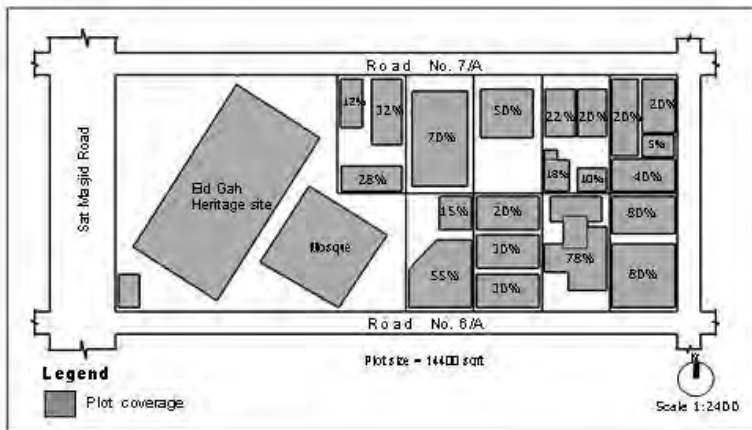 Road No. 7/A
Sat Masjid Road
12%
32%
70%
50%
22%
20%
20%
20%
5%
Eid Gah
Heritage site
28%
18%
10%
40%
Mosque
15%
20%
80%
30%
78%
55%
80%
30%
Road No. 6/A
Plot size = 14400 sqft
N
Legend
Plot coverage
Scale 1:2400